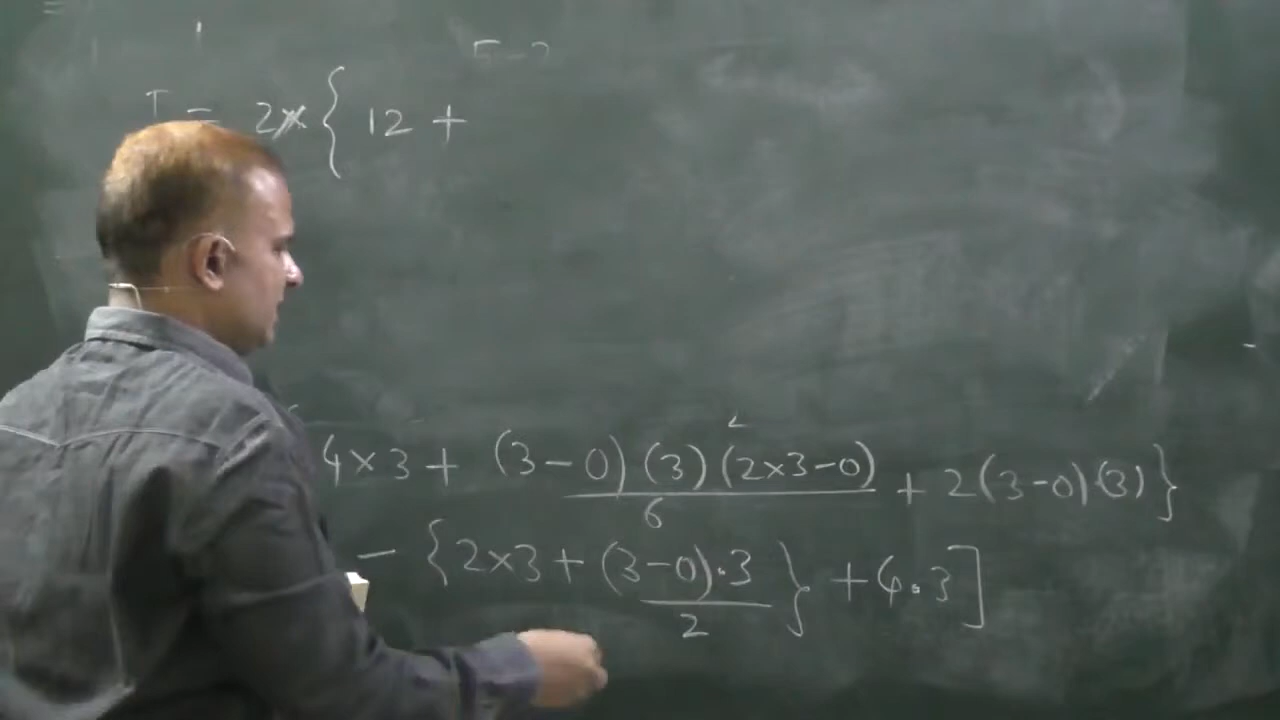 I = 2x{ 12 +
4×3 + (3-0)(3)(2×3-0)/6 + 2(3-0)(3)}
- {2×3 + (3-0).3/2} + 6.3]